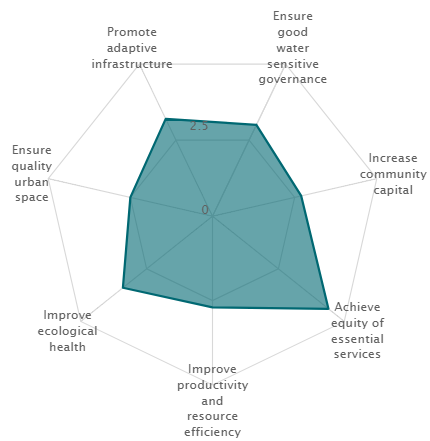 Ensure
good
water
sensitive
governance
Promote
adaptive
infrastructure
2.5
Ensure
quality
urban
space
Increase
community
capital
0
Improve
ecological
health
Achieve
equity of
essential
services
Improve
productivity
and
resource
efficiency